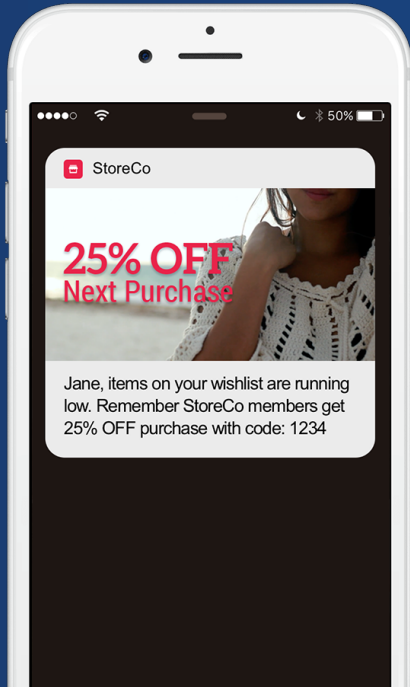 50%
StoreCo
25% OFF
Next Purchase
Jane, items on your wishlist are running
low. Remember StoreCo members get
25% OFF purchase with code: 1234